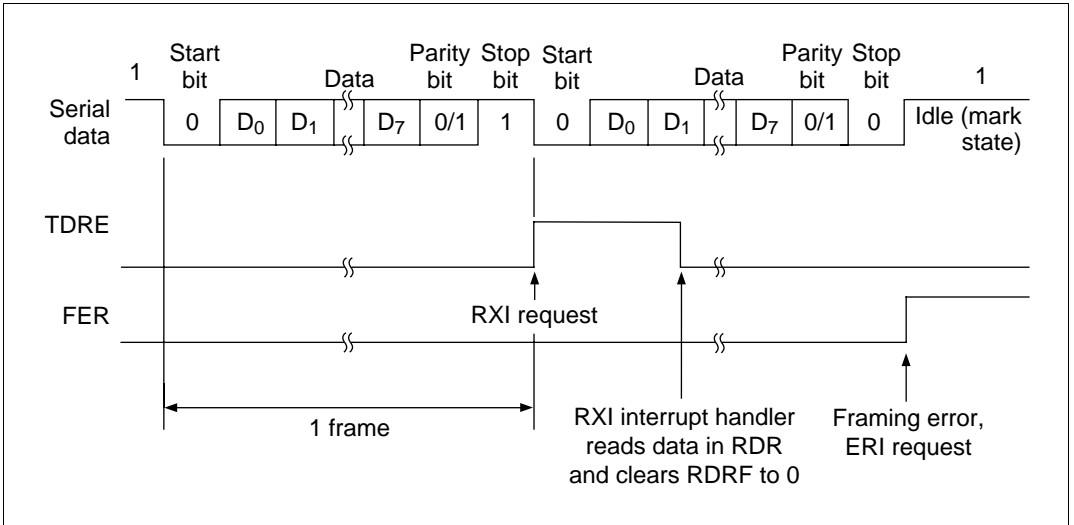 1
Start bit
Data
Parity bit
Stop bit
Start bit
Data
Parity bit
Stop bit
1
Serial data
0
D0
D1
D7
0/1
1
0
D0
D1
D7
0/1
0
Idle (mark state)
TDRE
FER
RXI request
1 frame
RXI interrupt handler
reads data in RDR
and clears RDRF to 0
Framing error,
ERI request